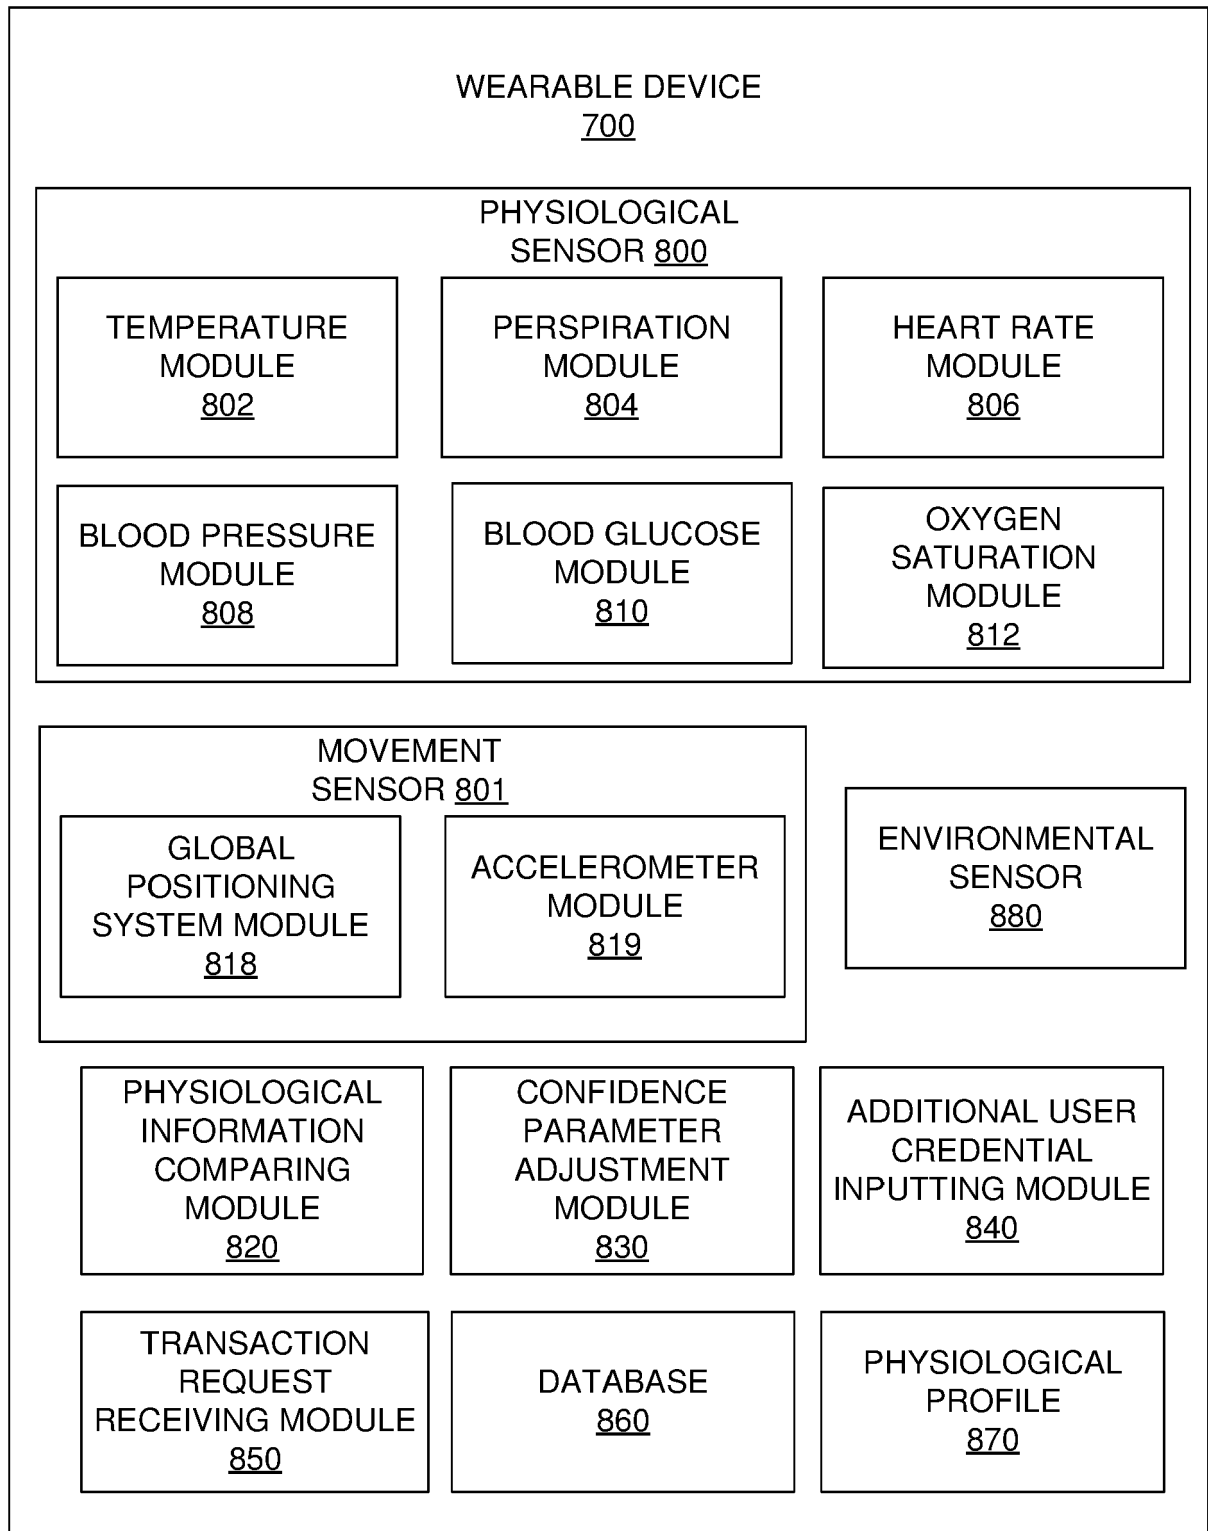 WEARABLE DEVICE
700
PHYSIOLOGICAL
SENSOR 800
TEMPERATURE
MODULE
802
PERSPIRATION
MODULE
804
HEART RATE
MODULE
806
BLOOD PRESSURE
MODULE
808
BLOOD GLUCOSE
MODULE
810
OXYGEN
SATURATION
MODULE
812
MOVEMENT
SENSOR 801
GLOBAL
POSITIONING
SYSTEM MODULE
818
ACCELEROMETER
MODULE
819
ENVIRONMENTAL
SENSOR
880
PHYSIOLOGICAL
INFORMATION
COMPARING
MODULE
820
CONFIDENCE
PARAMETER
ADJUSTMENT
MODULE
830
ADDITIONAL USER
CREDENTIAL
INPUTTING MODULE
840
TRANSACTION
REQUEST
RECEIVING MODULE
850
DATABASE
860
PHYSIOLOGICAL
PROFILE
870